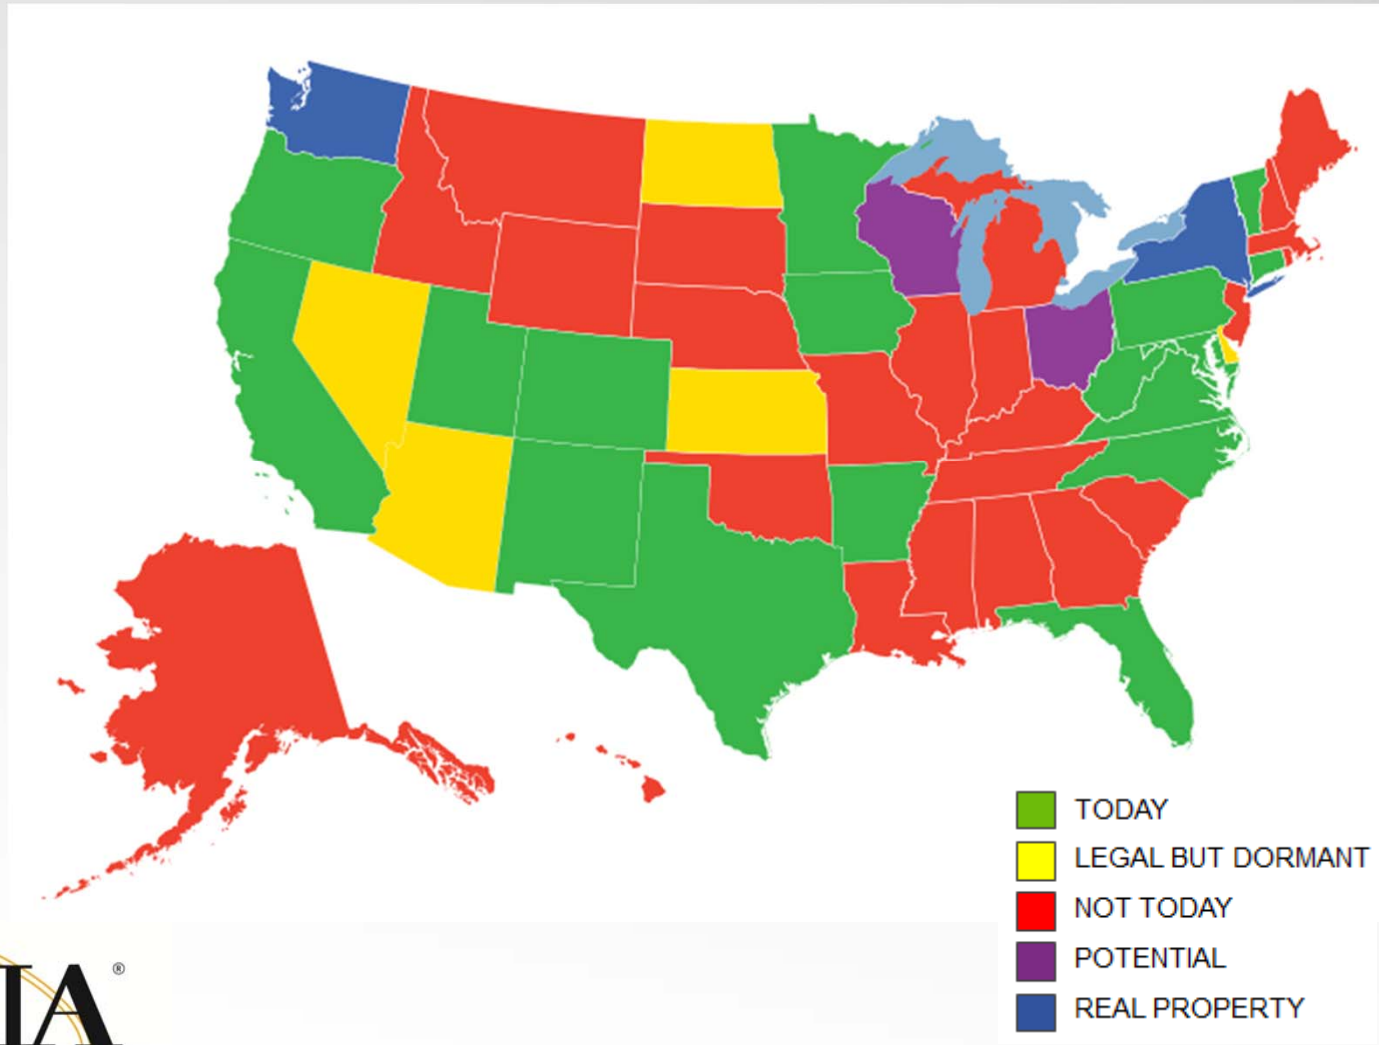 TODAY
LEGAL BUT DORMANT
NOT TODAY
POTENTIAL
REAL PROPERTY
IA®